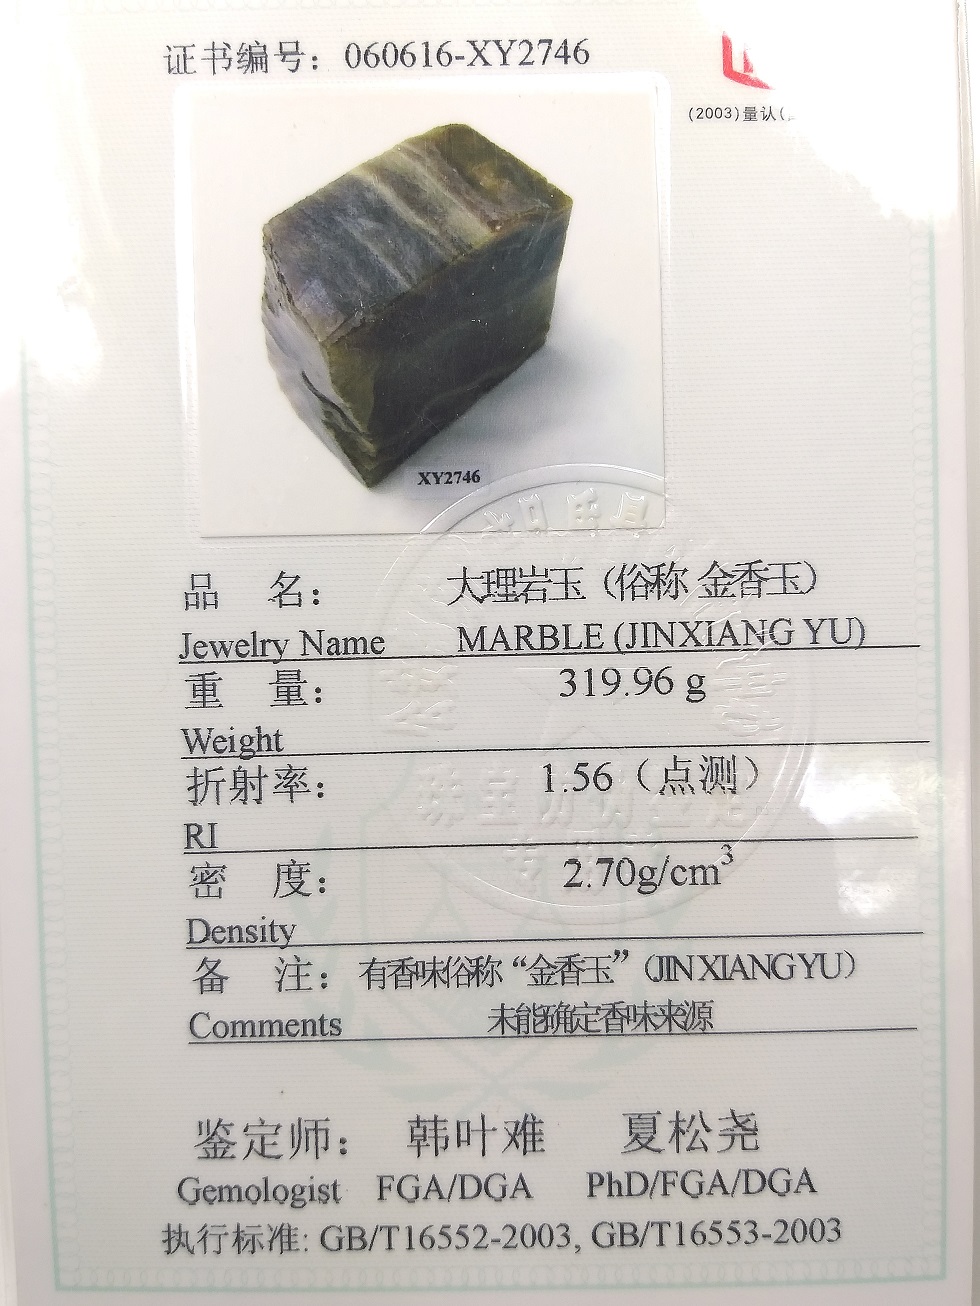 证书编号：060616-XY2746
(2003)量认(
XY2746
品 名： 大理岩玉（俗称 金香玉）
Jewelry Name MARBLE (JINXIANG YU)
重 量： 319.96 g
Weight
折射率： 1.56（点测）
RI
密 度： 2.70g/cm³
Density
备 注： 有香味俗称“金香玉”（JINXIANGYU）
Comments 未能确定香味来源
鉴定师： 韩叶难 夏松尧
Gemologist FGA/DGA PhD/FGA/DGA
执行标准: GB/T16552-2003, GB/T16553-2003